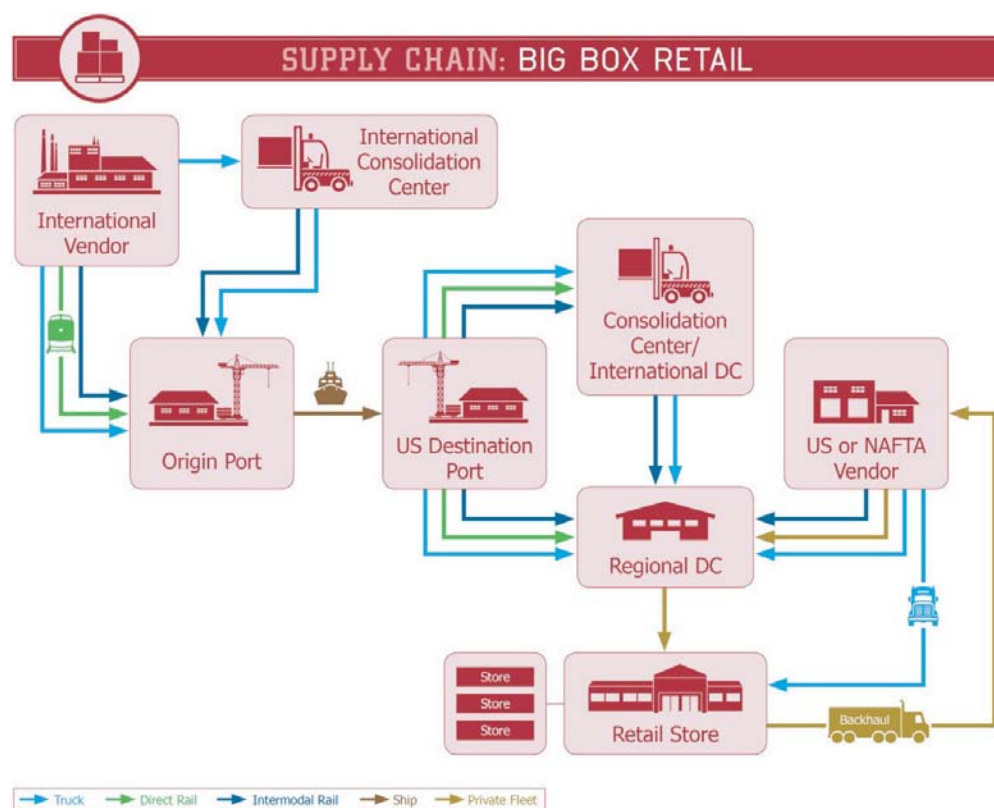 SUPPLY CHAIN: BIG BOX RETAIL
International
Vendor
International
Consolidation
Center
Origin Port
US Destination
Port
Consolidation
Center/
International DC
US or NAFTA
Vendor
Regional DC
Store
Store
Store
Retail Store
Backhaul
Truck
Direct Rail
Intermodal Rail
Ship
Private Fleet